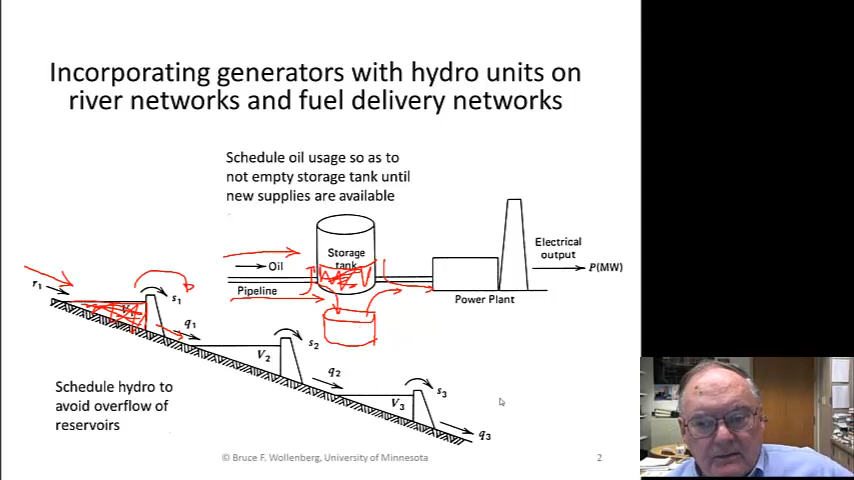 Incorporating generators with hydro units on
river networks and fuel delivery networks
Schedule oil usage so as to
not empty storage tank until
new supplies are available
Storage
tank
Oil
Pipeline
Electrical
output
P(MW)
Power Plant
r1
s1
q1
V2
s2
q2
V3
s3
q3
Schedule hydro to
avoid overflow of
reservoirs
© Bruce F. Wollenberg, University of Minnesota
2